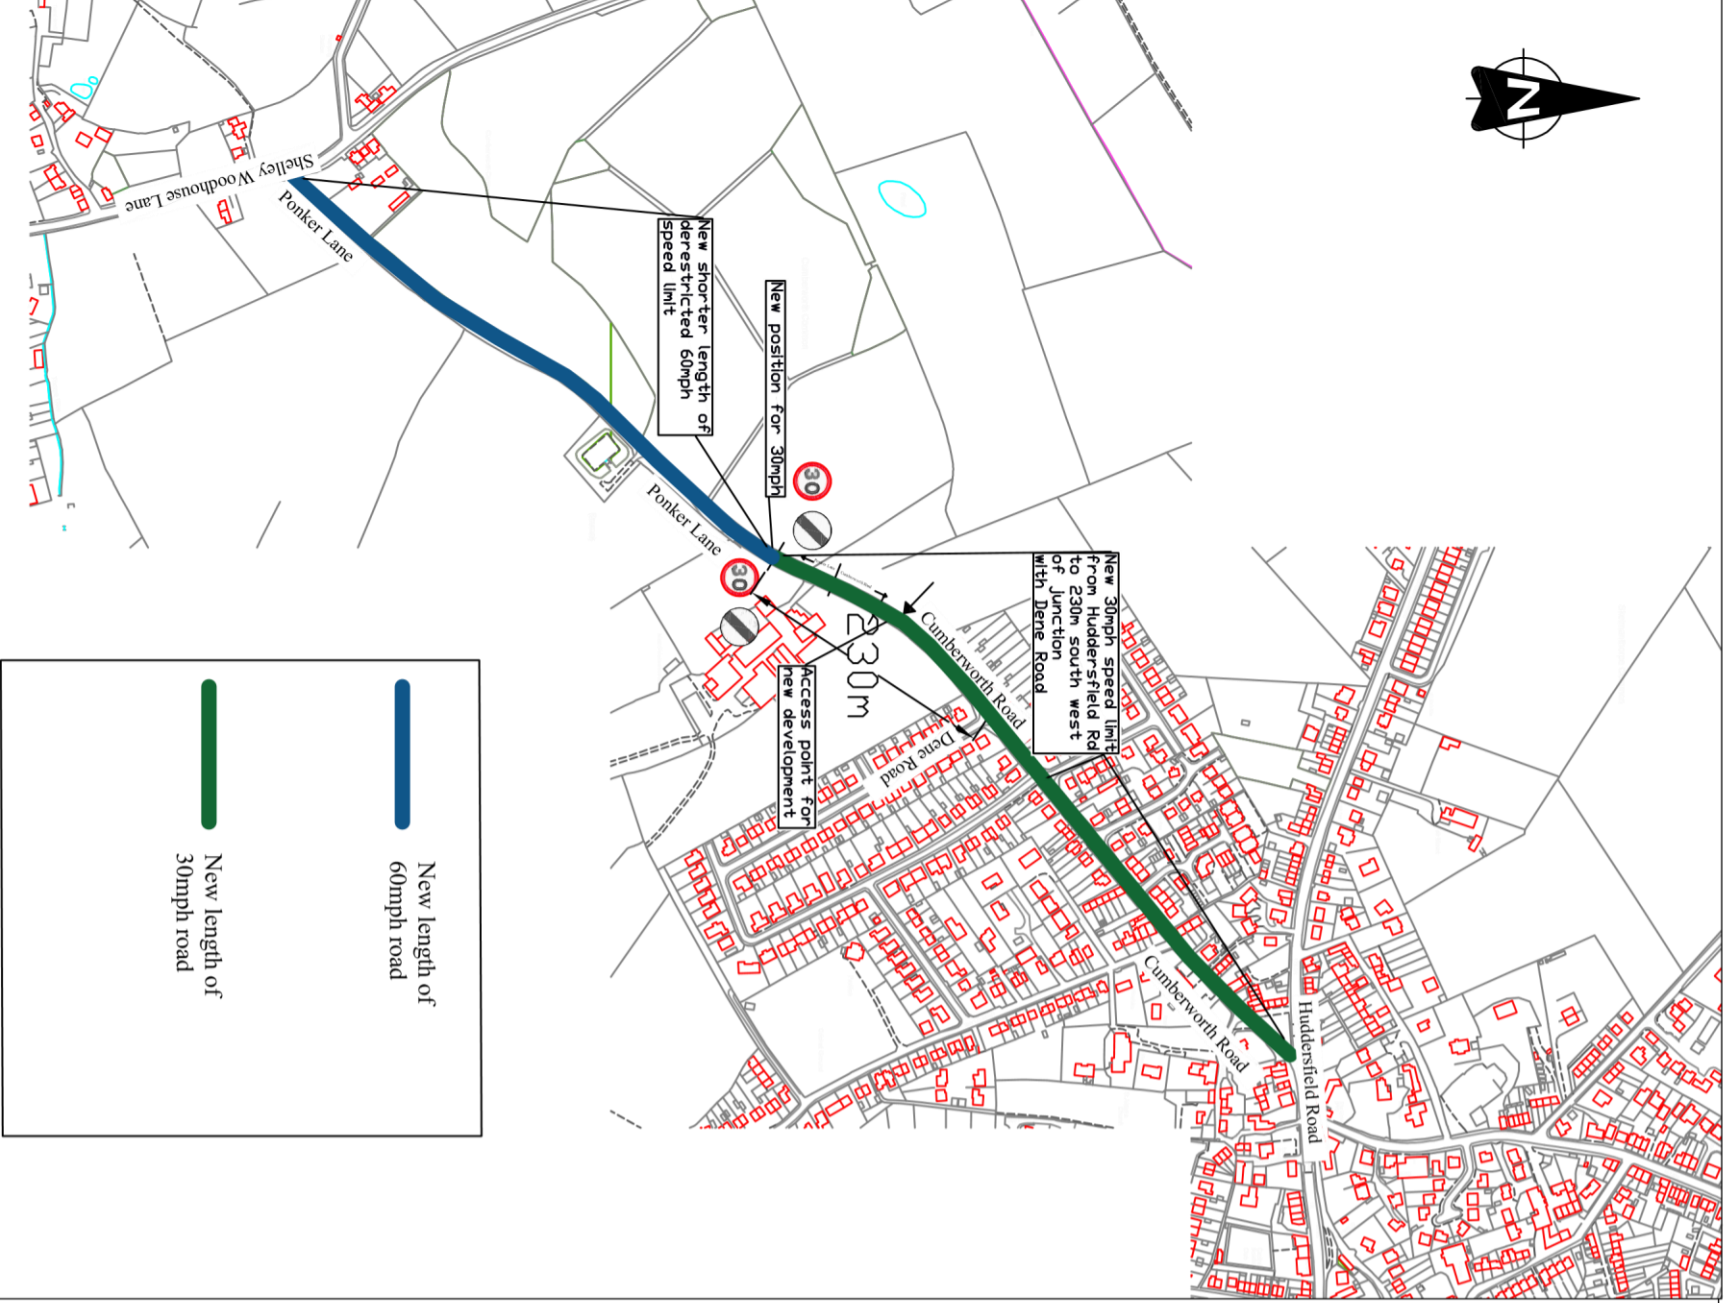 N
Shelley Woodhouse Lane
Ponker Lane
New shorter length of
derestricted 60mph
speed limit
New position for 30mph
30
Ponker Lane
30
230m
New 30mph speed limit
from Huddersfield Rd
to 230m south west
of junction
with Dene Road
Cumberworth Road
Dene Road
Access point for
new development
Cumberworth Road
Huddersfield Road
New length of
60mph road
New length of
30mph road